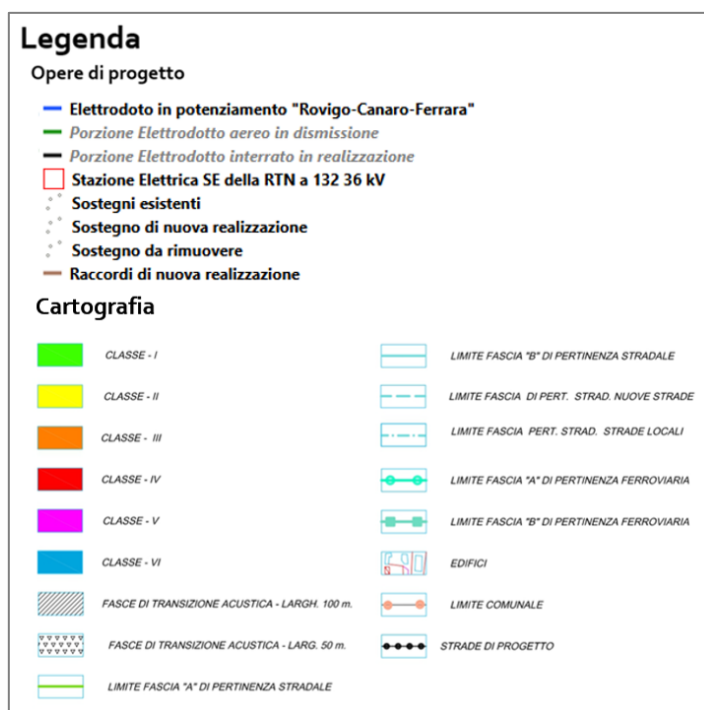 Legenda
Opere di progetto
Elettrodoto in potenziamento "Rovigo-Canaro-Ferrara"
Porzione Elettrodotto aereo in dismissione
Porzione Elettrodotto interrato in realizzazione
Stazione Elettrica SE della RTN a 132 36 kV
Sostegni esistenti
Sostegno di nuova realizzazione
Sostegno da rimuovere
Raccordi di nuova realizzazione
Cartografia
CLASSE - I
CLASSE - II
CLASSE - III
CLASSE - IV
CLASSE - V
CLASSE - VI
FASCE DI TRANSIZIONE ACUSTICA - LARGH. 100 m.
FASCE DI TRANSIZIONE ACUSTICA - LARG. 50 m.
LIMITE FASCIA "A" DI PERTINENZA STRADALE
LIMITE FASCIA "B" DI PERTINENZA STRADALE
LIMITE FASCIA DI PERT. STRAD. NUOVE STRADE
LIMITE FASCIA PERT. STRAD. STRADE LOCALI
LIMITE FASCIA "A" DI PERTINENZA FERROVIARIA
LIMITE FASCIA "B" DI PERTINENZA FERROVIARIA
EDIFICI
LIMITE COMUNALE
STRADE DI PROGETTO